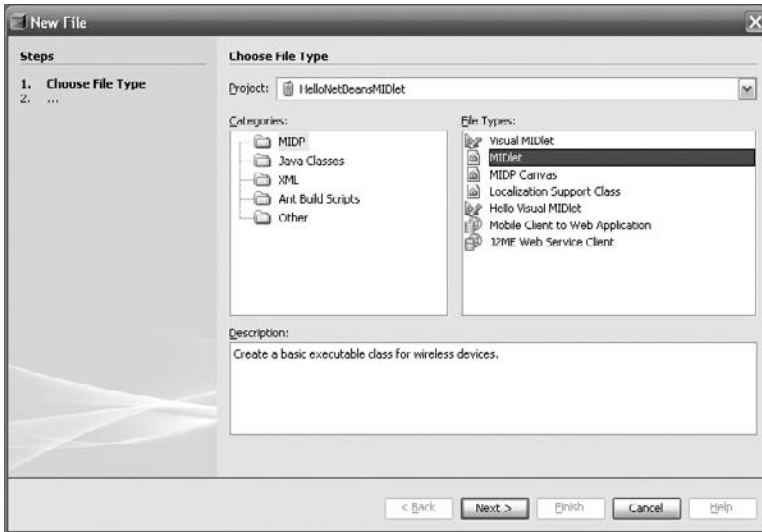 New File
Steps
1. Choose File Type
2. ...
Choose File Type
Project: HelloNetBeansMIDlet
Categories:
MIDP
Java Classes
XML
Ant Build Scripts
Other
File Types:
Visual MIDlet
MIDlet
MIDP Canvas
Localization Support Class
Hello Visual MIDlet
Mobile Client to Web Application
J2ME Web Service Client
Description:
Create a basic executable class for wireless devices.
< Back
Next >
Finish
Cancel
Help